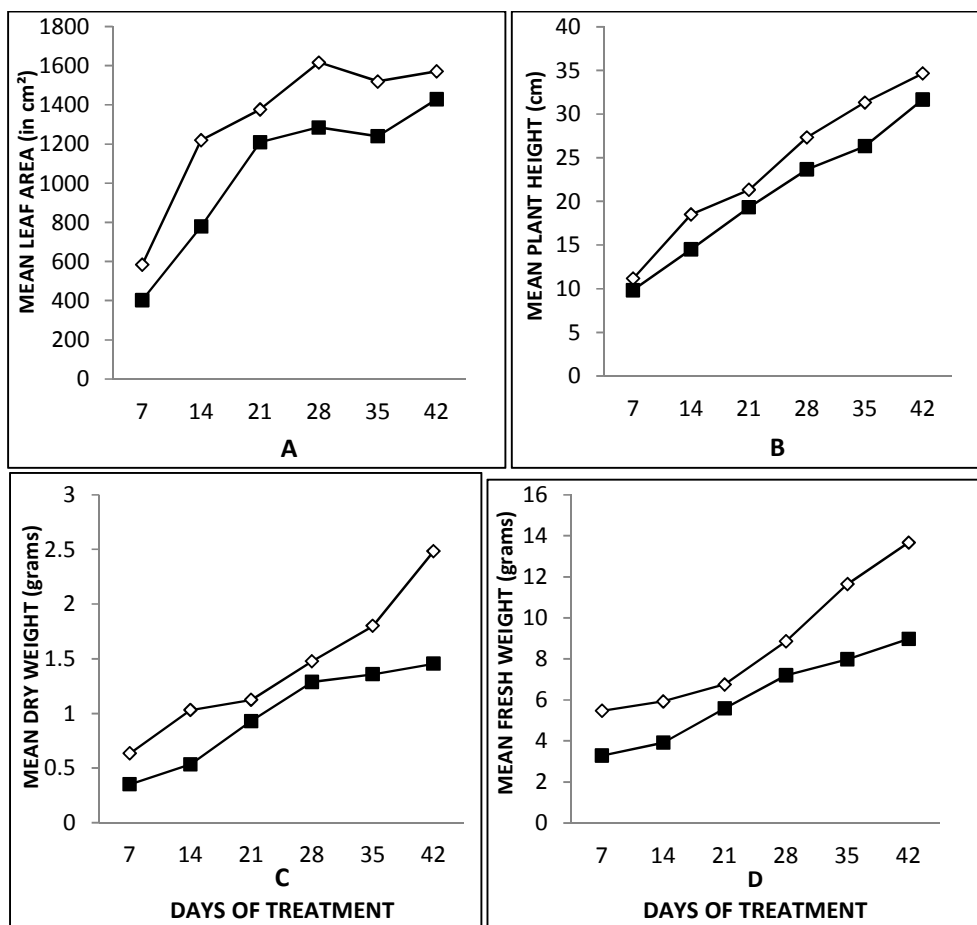 MEAN LEAF AREA (in cm²)
1800
1600
1400
1200
1000
800
600
400
200
0
7 14 21 28 35 42
A
MEAN PLANT HEIGHT (cm)
40
35
30
25
20
15
10
5
0
7 14 21 28 35 42
B
MEAN DRY WEIGHT (grams)
3
2.5
2
1.5
1
0.5
0
7 14 21 28 35 42
C
DAYS OF TREATMENT
MEAN FRESH WEIGHT (grams)
16
14
12
10
8
6
4
2
0
7 14 21 28 35 42
D
DAYS OF TREATMENT